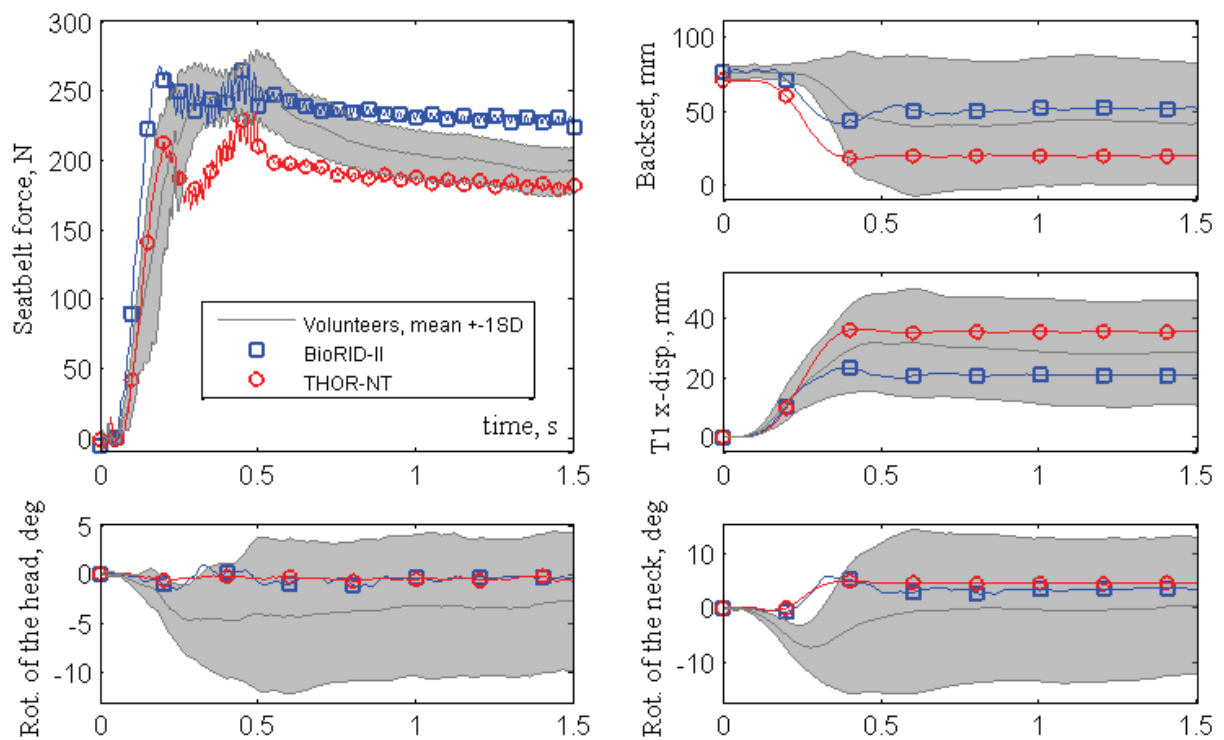 Seatbelt force, N
300
250
200
150
100
50
0
Volunteers, mean +-1SD
BioRID-II
THOR-NT
time, s
0 0.5 1 1.5
Backset, mm
100
50
0
0 0.5 1 1.5
T1 x-disp., mm
40
20
0
0 0.5 1 1.5
Rot. of the head, deg
5
0
-5
-10
0 0.5 1 1.5
Rot. of the neck, deg
10
0
-10
0 0.5 1 1.5